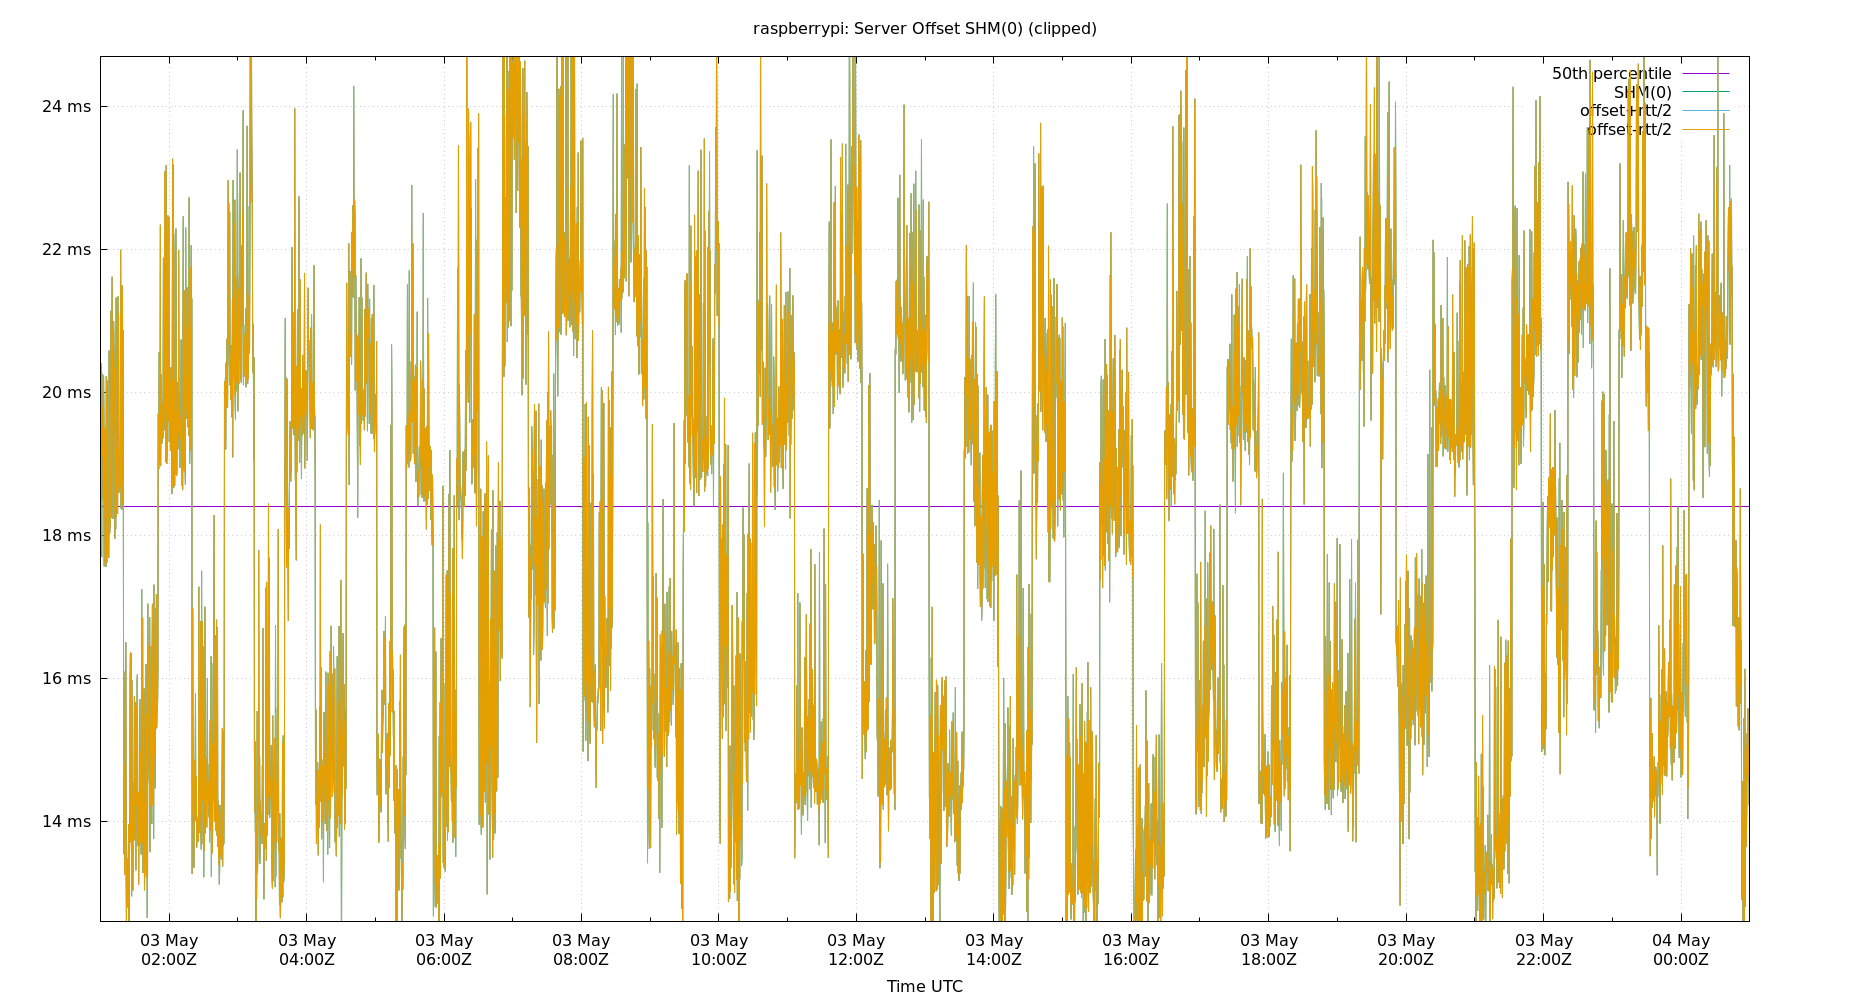 raspberrypi: Server Offset SHM(0) (clipped)
50th percentile
SHM(0)
offset+rtt/2
offset-rtt/2
24 ms
22 ms
20 ms
18 ms
16 ms
14 ms
03 May 03 May 03 May 03 May 03 May 03 May 03 May 03 May 03 May 03 May 03 May 04 May
02:00Z 04:00Z 06:00Z 08:00Z 10:00Z 12:00Z 14:00Z 16:00Z 18:00Z 20:00Z 22:00Z 00:00Z
Time UTC